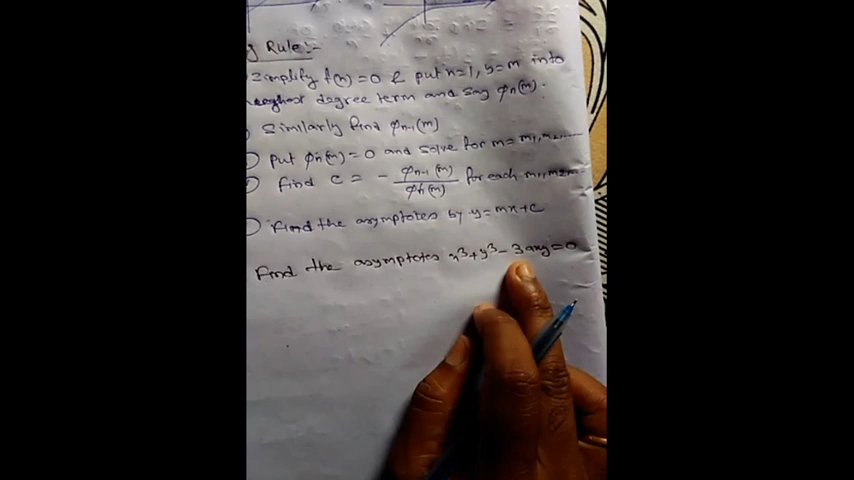 Rule:-
Simplify f(x) = 0 & put x=1, y=m into
highest degree term and say φn(m).
Similarly find φn-1(m)
put φn(m) = 0 and solve for m = m1, m2, .....
Find c = - φn-1(m) / φn'(m) for each m1, m2
Find the asymptotes by y = mx + c
Find the asymptotes x³ + y³ - 3axy = 0